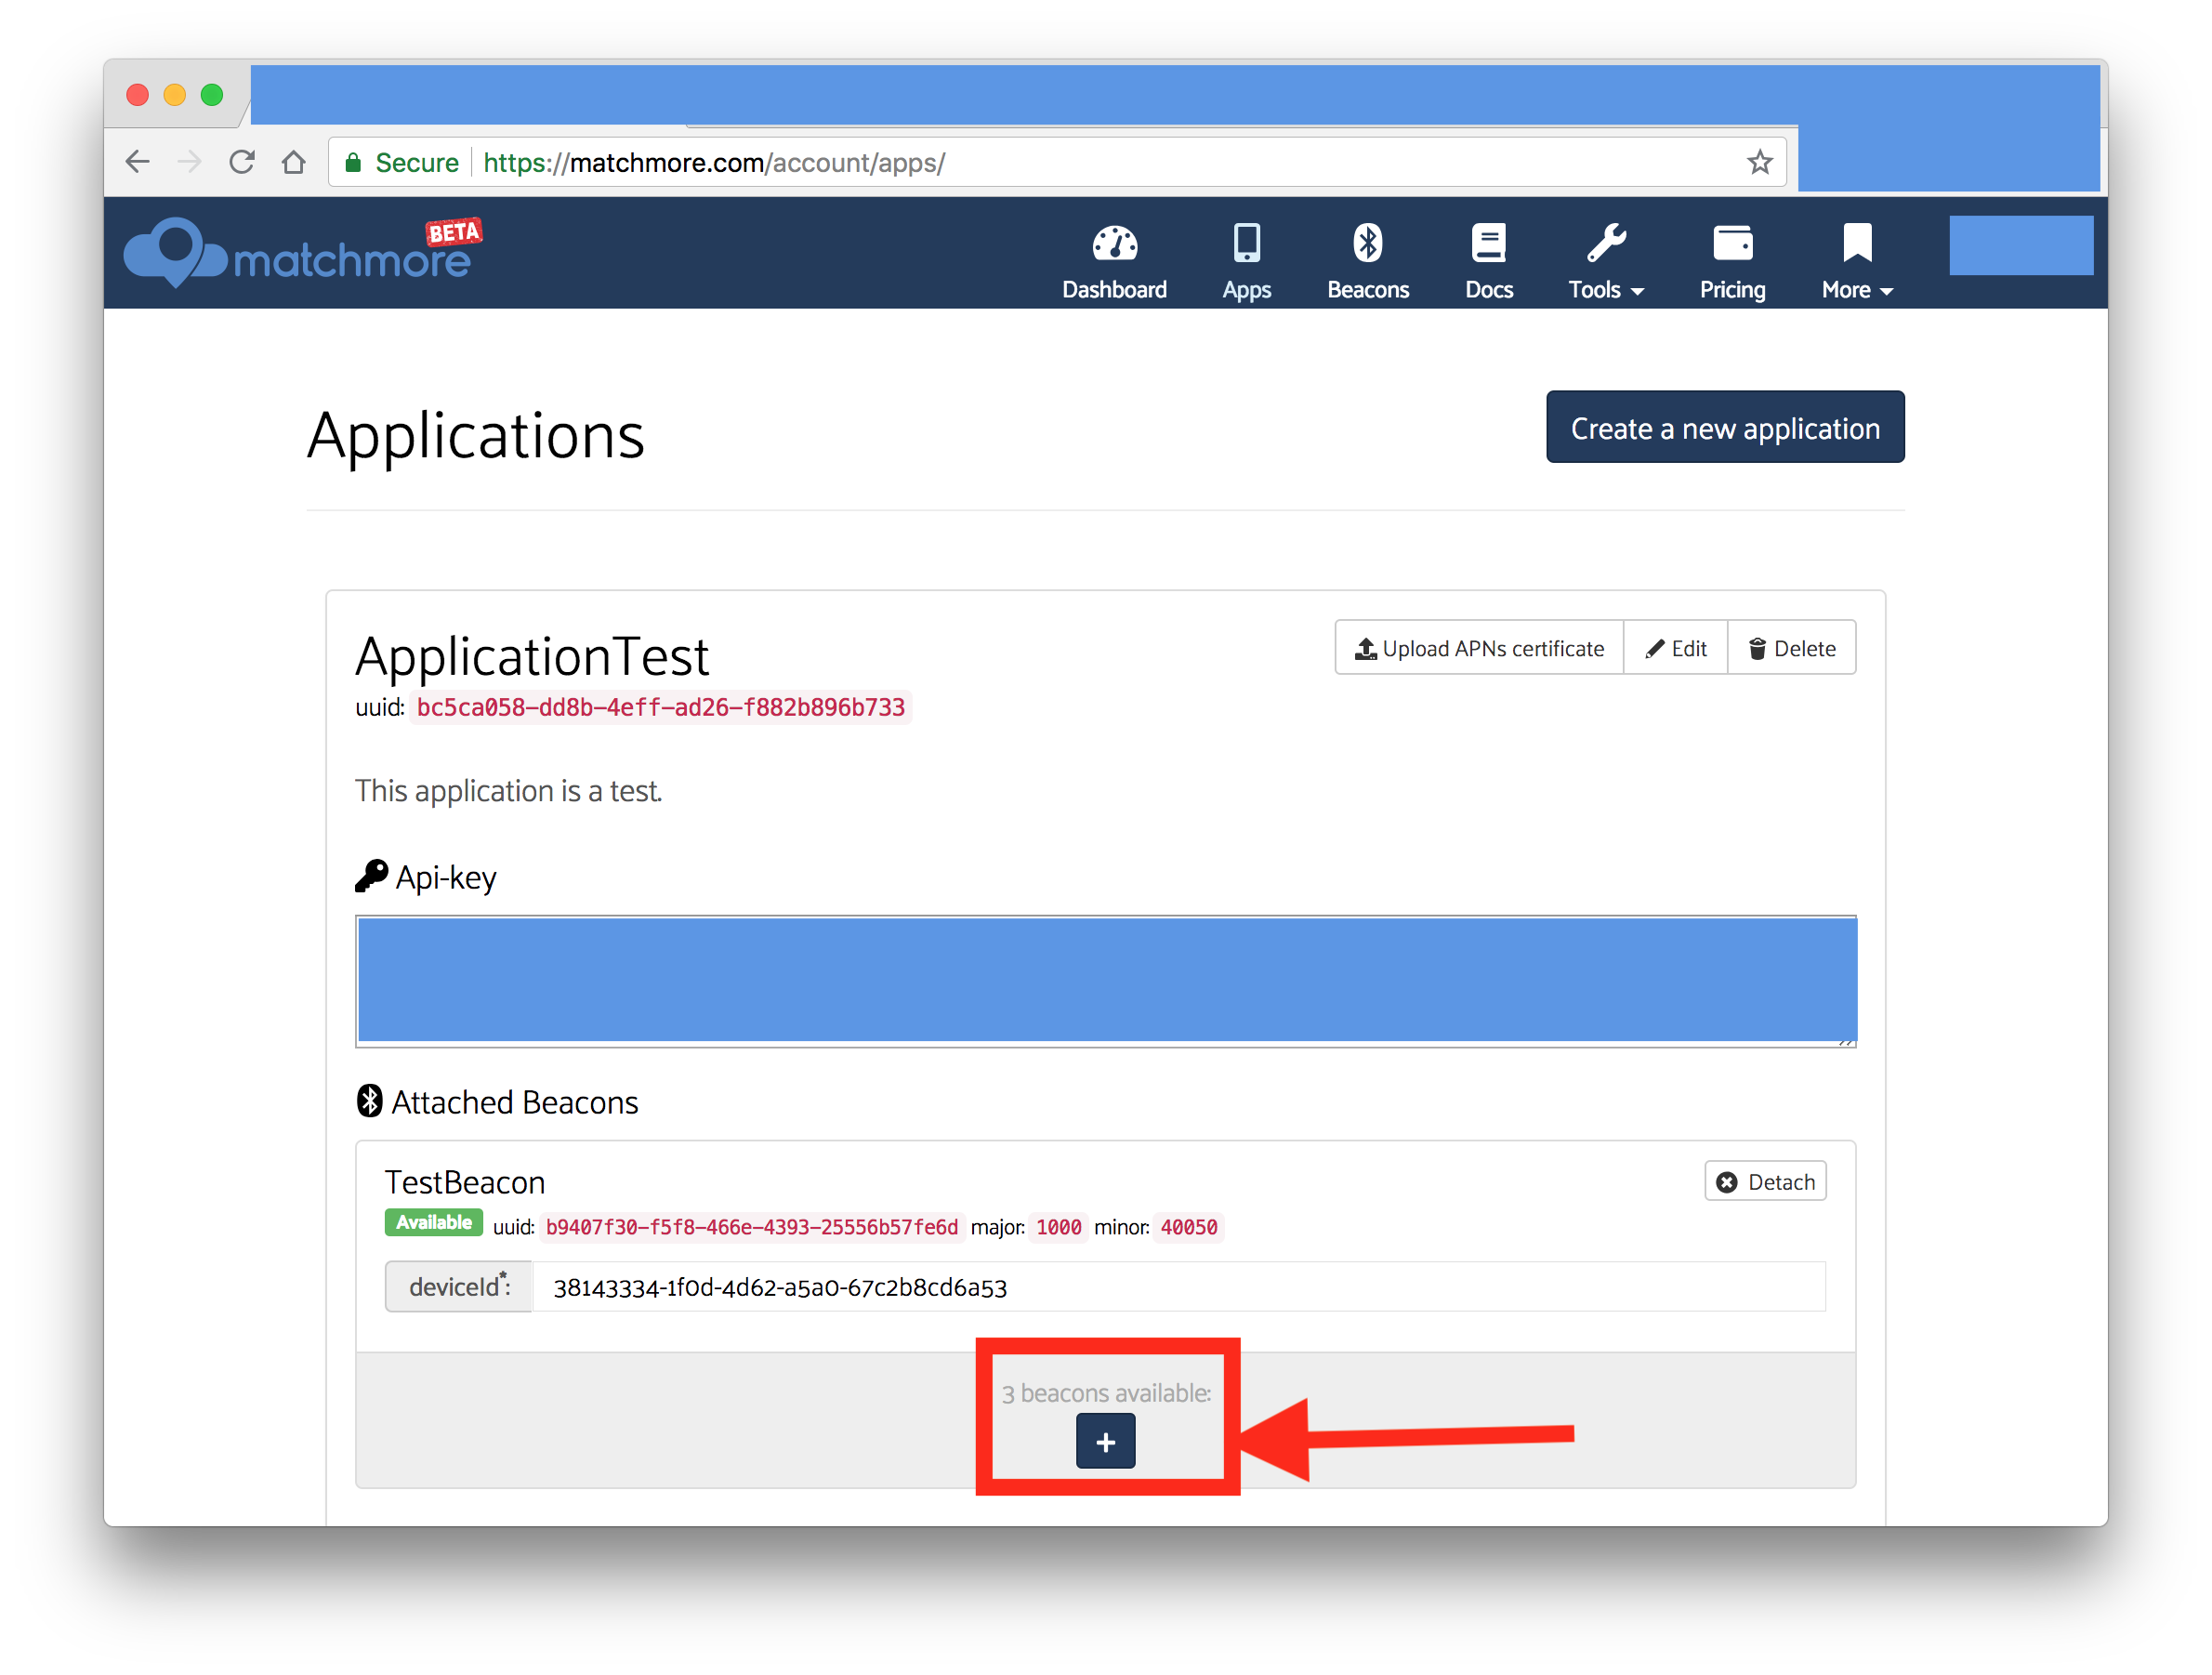 Secure https://matchmore.com/account/apps/
matchmore BETA
Dashboard Apps Beacons Docs Tools Pricing More
Applications
Create a new application
ApplicationTest
Upload APNs certificate Edit Delete
uuid: bc5ca058-dd8b-4eff-ad26-f882b896b733
This application is a test.
Api-key
Attached Beacons
TestBeacon
Detach
Available uuid: b9407f30-f5f8-466e-4393-25556b57fe6d major: 1000 minor: 40050
deviceId*: 38143334-1f0d-4d62-a5a0-67c2b8cd6a53
3 beacons available:
+